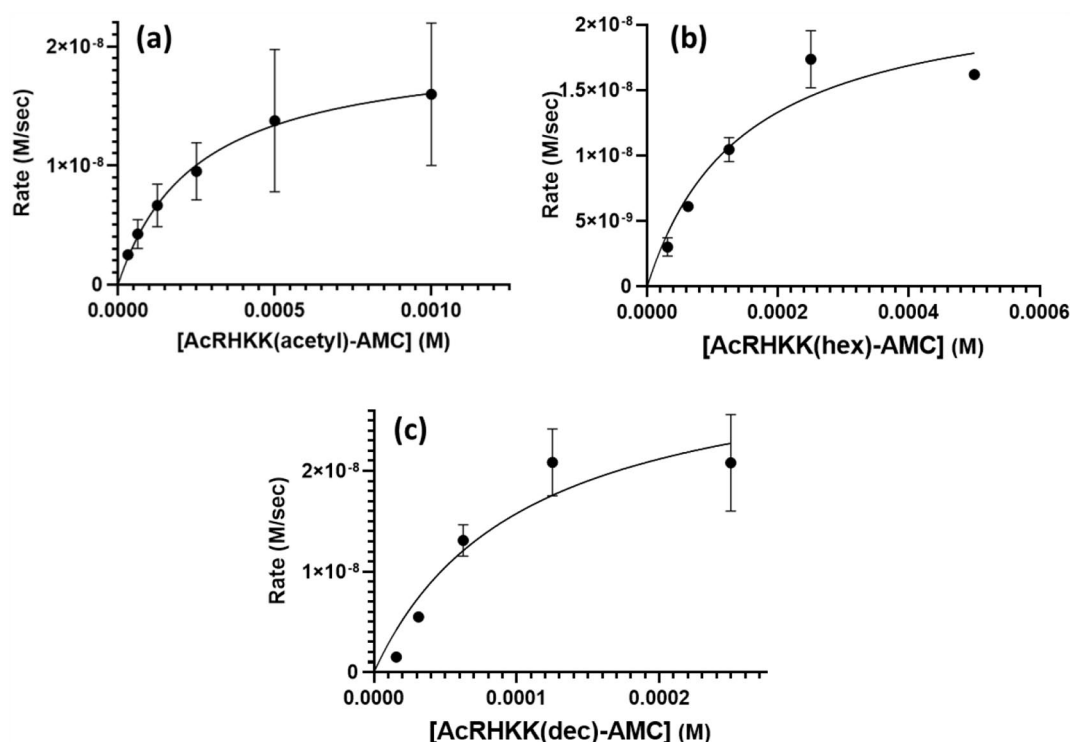 (a)
Rate (M/sec)
2×10⁻⁸
1×10⁻⁸
0
0.0000 0.0005 0.0010
[AcRHKK(acetyl)-AMC] (M)
(b)
Rate (M/sec)
2×10⁻⁸
1.5×10⁻⁸
1×10⁻⁸
5×10⁻⁹
0
0.0000 0.0002 0.0004 0.0006
[AcRHKK(hex)-AMC] (M)
(c)
Rate (M/sec)
2×10⁻⁸
1×10⁻⁸
0
0.0000 0.0001 0.0002
[AcRHKK(dec)-AMC] (M)